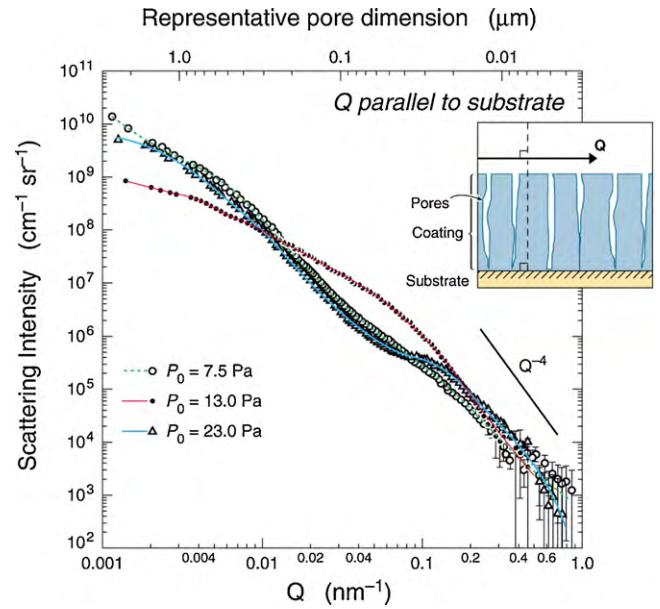 Representative pore dimension (μm)
1.0 0.1 0.01
10¹¹
10¹⁰
10⁹
10⁸
10⁷
10⁶
10⁵
10⁴
10³
10²
Scattering Intensity (cm⁻¹ sr⁻¹)
Q parallel to substrate
Q
Pores
Coating
Substrate
Q⁻⁴
P₀ = 7.5 Pa
P₀ = 13.0 Pa
P₀ = 23.0 Pa
0.001 0.004 0.01 0.02 0.04 0.1 0.2 0.4 0.6 1.0
Q (nm⁻¹)